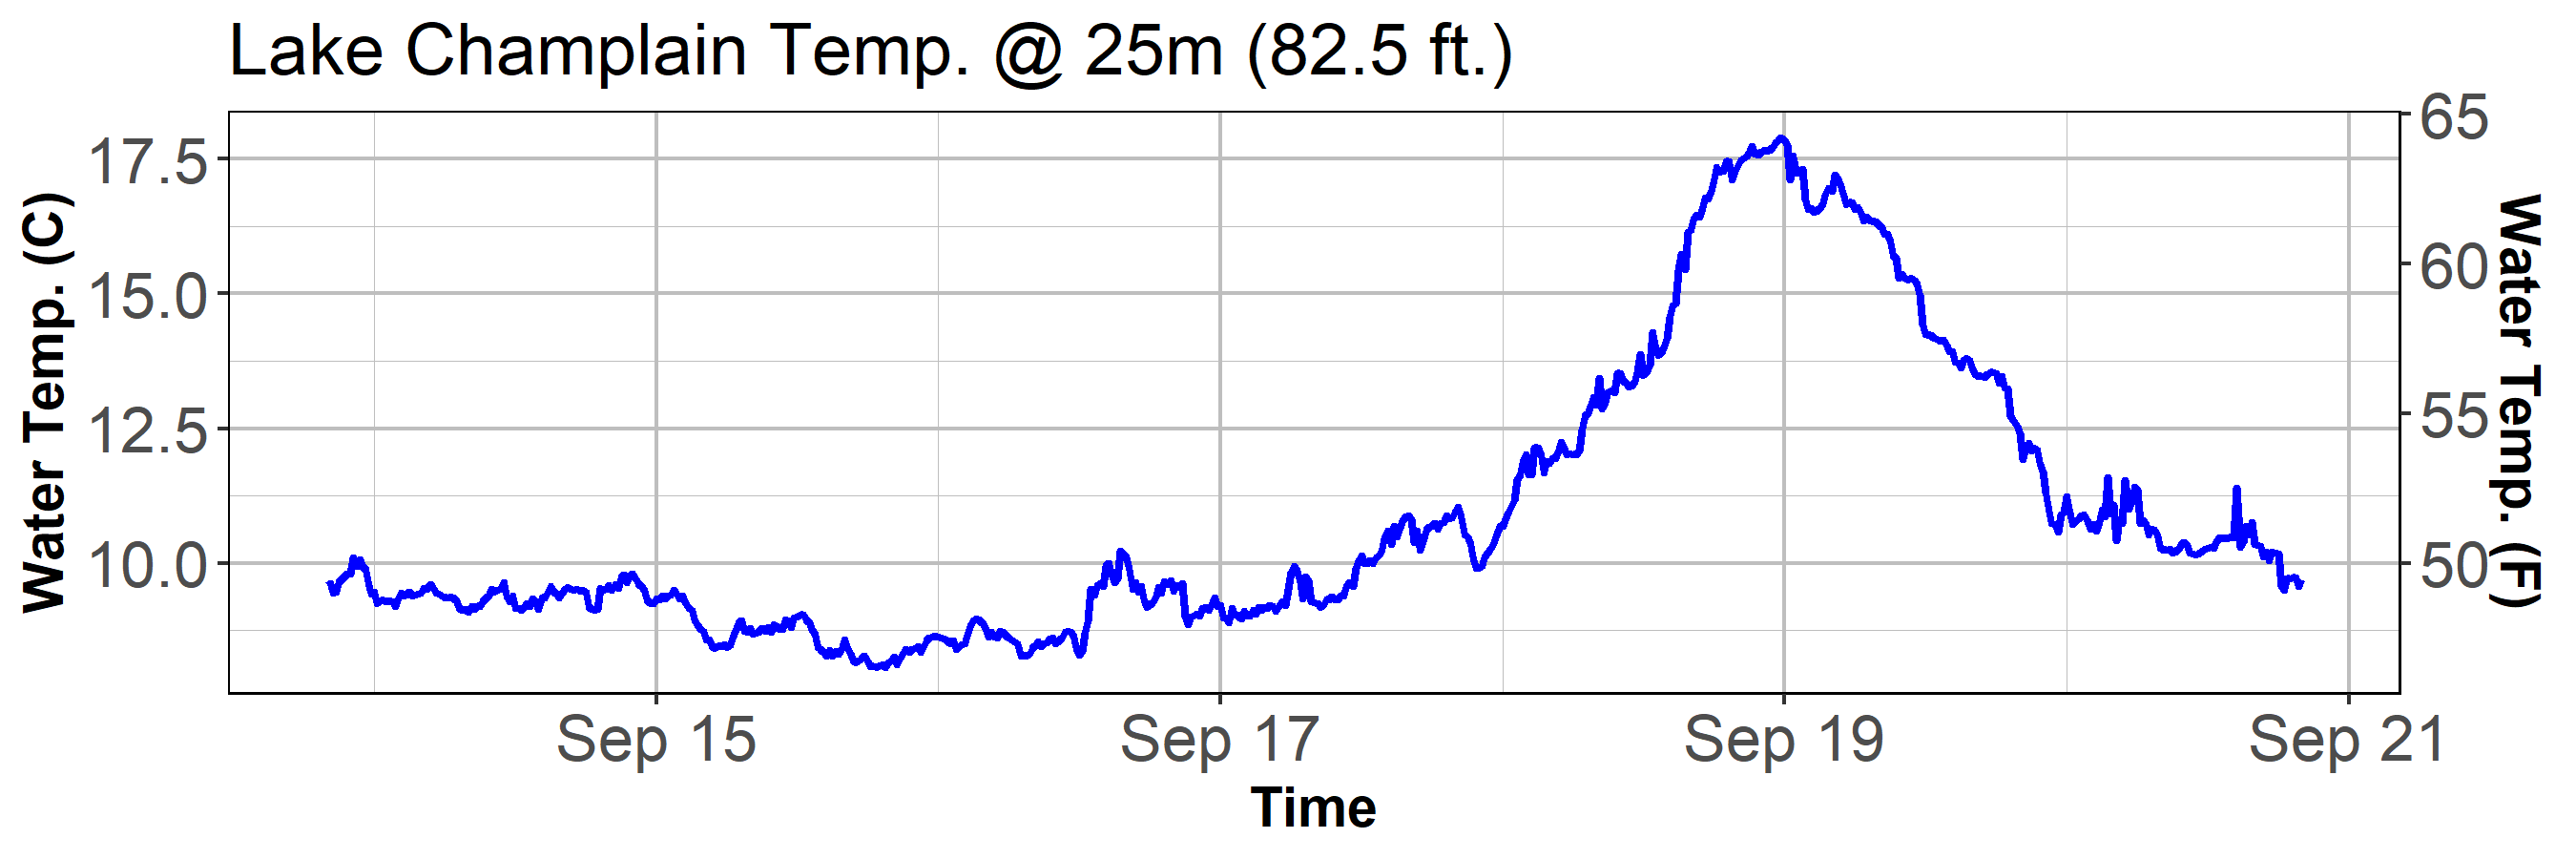 Lake Champlain Temp. @ 25m (82.5 ft.)
Water Temp. (C)
17.5
15.0
12.5
10.0
65
60
55
50
Water Temp. (F)
Sep 15
Sep 17
Sep 19
Sep 21
Time